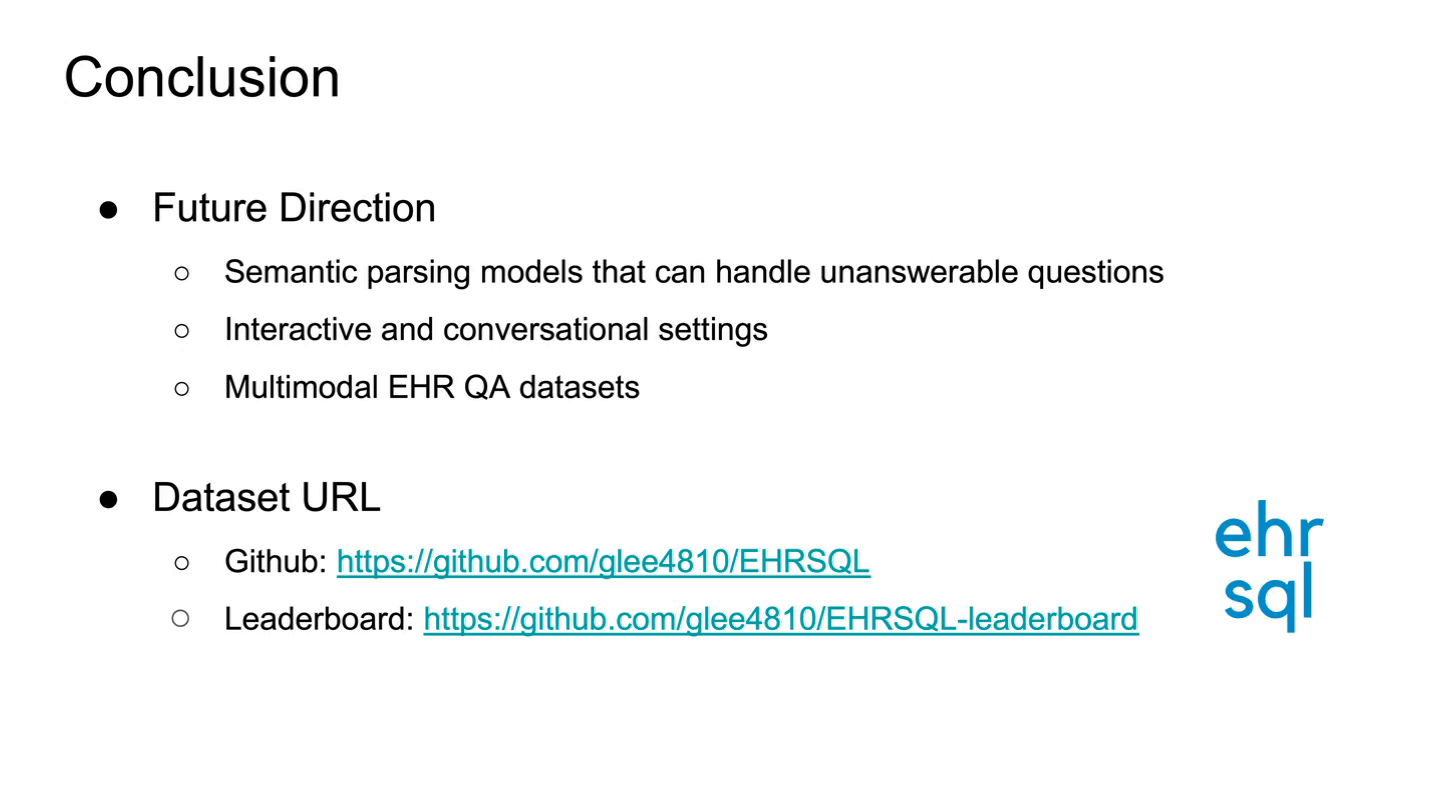 Conclusion
● Future Direction
○ Semantic parsing models that can handle unanswerable questions
○ Interactive and conversational settings
○ Multimodal EHR QA datasets
● Dataset URL
○ Github: https://github.com/glee4810/EHRSQL
○ Leaderboard: https://github.com/glee4810/EHRSQL-leaderboard
ehr
sql